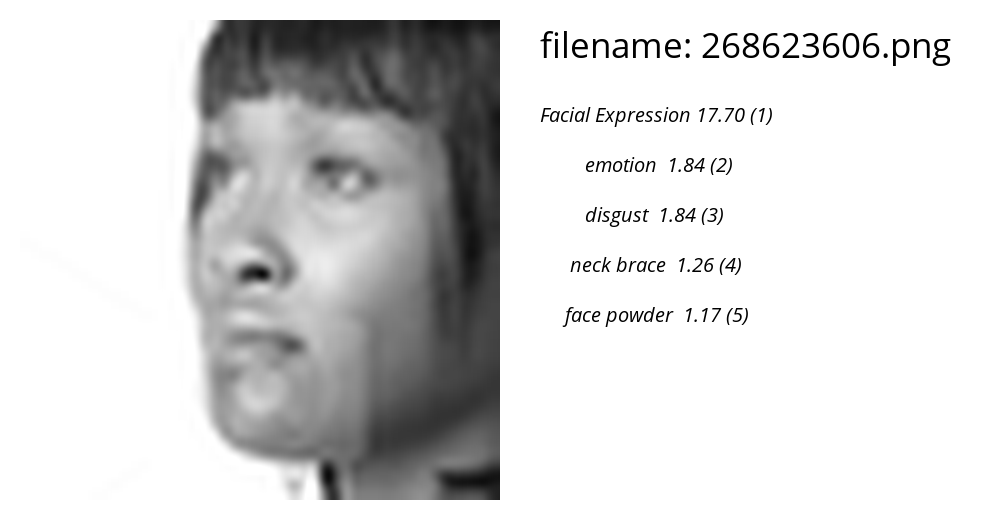 filename: 268623606.png
Facial Expression 17.70 (1)
emotion 1.84 (2)
disgust 1.84 (3)
neck brace 1.26 (4)
face powder 1.17 (5)